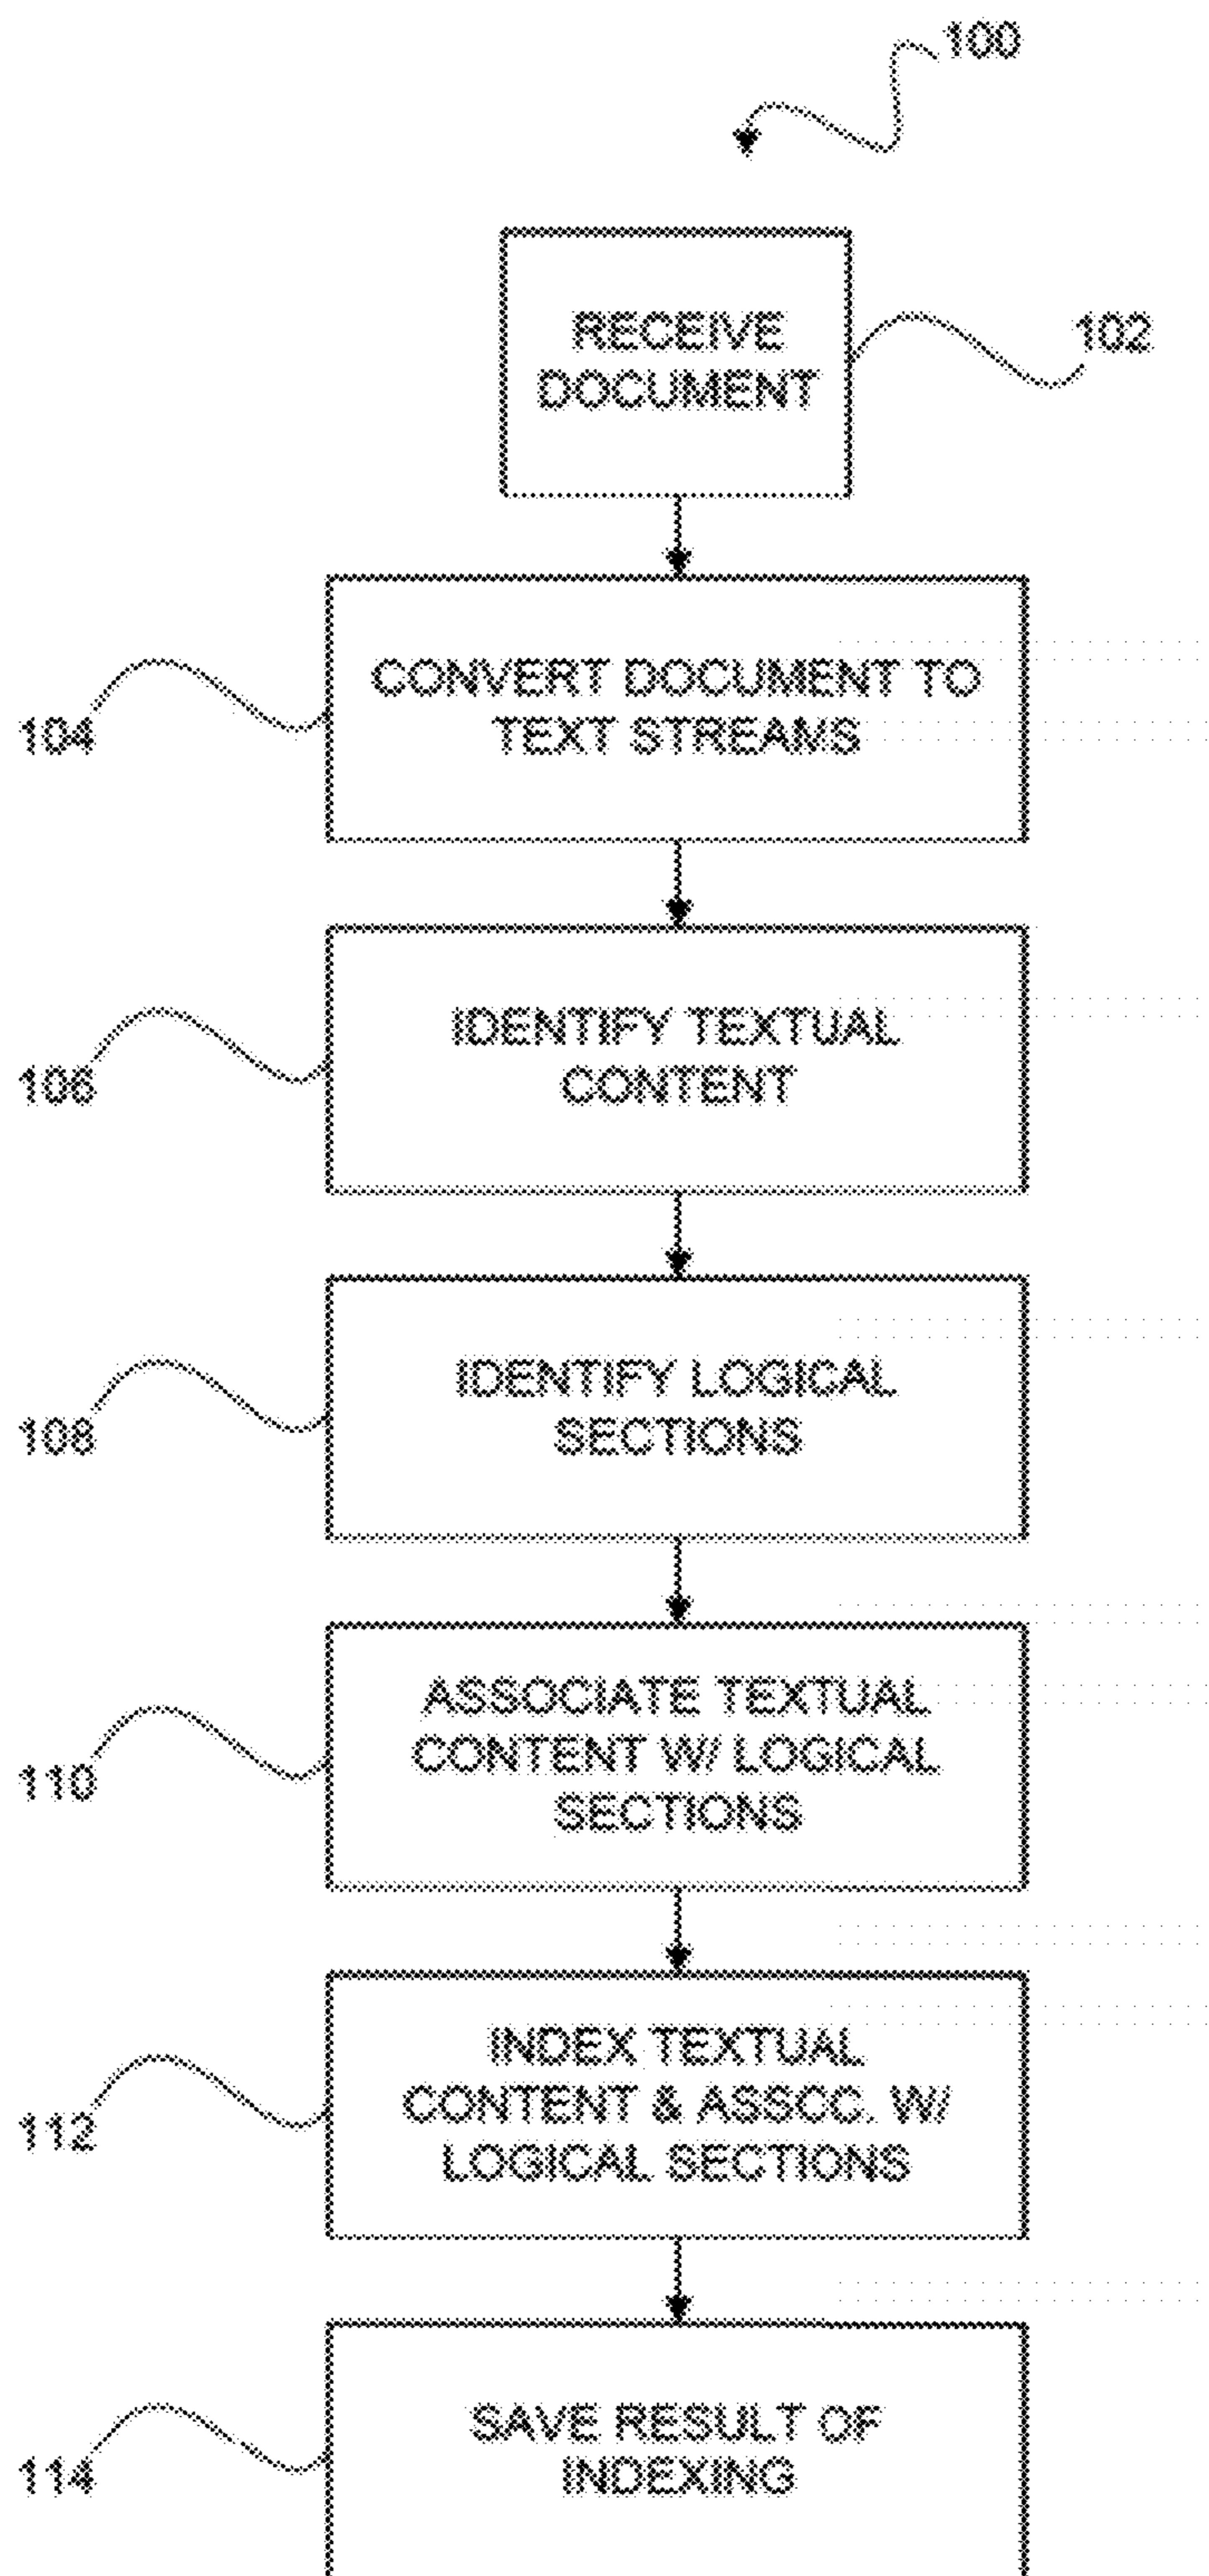 100
RECEIVE
DOCUMENT
102
CONVERT DOCUMENT TO
TEXT STREAMS
104
IDENTIFY TEXTUAL
CONTENT
106
IDENTIFY LOGICAL
SECTIONS
108
ASSOCIATE TEXTUAL
CONTENT W/ LOGICAL
SECTIONS
110
INDEX TEXTUAL
CONTENT & ASSOC. W/
LOGICAL SECTIONS
112
SAVE RESULT OF
INDEXING
114